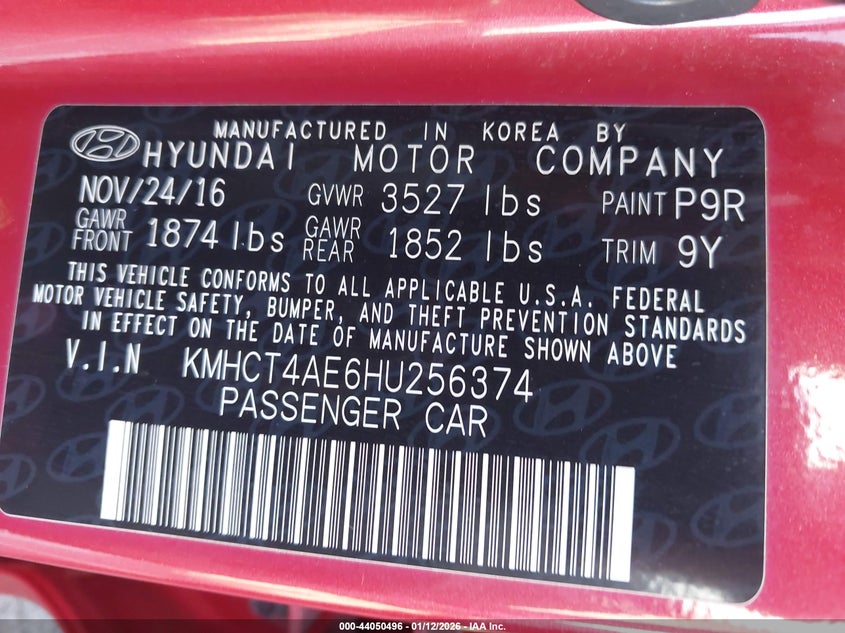 MANUFACTURED IN KOREA BY
HYUNDAI MOTOR COMPANY
NOV/24/16 GVWR 3527 lbs PAINT P9R
GAWR FRONT 1874 lbs GAWR REAR 1852 lbs TRIM 9Y
THIS VEHICLE CONFORMS TO ALL APPLICABLE U.S.A. FEDERAL
MOTOR VEHICLE SAFETY, BUMPER, AND THEFT PREVENTION STANDARDS
IN EFFECT ON THE DATE OF MANUFACTURE SHOWN ABOVE
V.I.N KMHCT4AE6HU256374
PASSENGER CAR
000-44050496 - 01/12/2026 - IAA Inc.